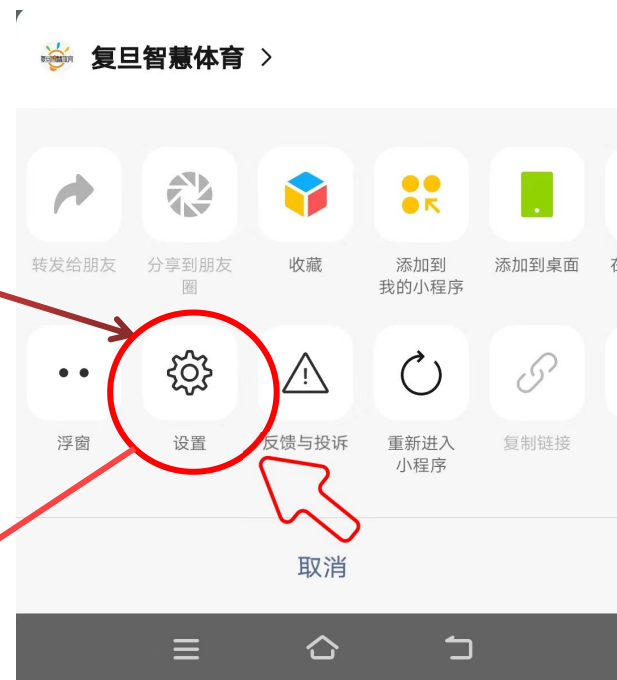 复旦智慧体育
转发给朋友
分享到朋友
圈
收藏
添加到
我的小程序
添加到桌面
浮窗
设置
反馈与投诉
重新进入
小程序
复制链接
取消